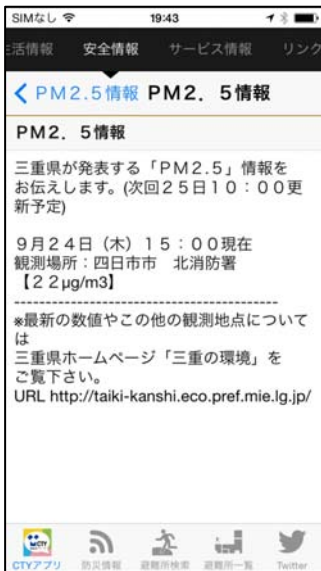 SIMなし 19:43
生活情報 安全情報 サービス情報 リンク
PM2.5情報 PM2．5情報
PM2．5情報
三重県が発表する「PM2.5」情報を
お伝えします。(次回２５日１０：００更
新予定)
９月２４日（木）１５：００現在
観測場所：四日市市　北消防署
【２２μg/m3】
------------------------------------------
※最新の数値やこの他の観測地点について
は
三重県ホームページ「三重の環境」を
ご覧下さい。
URL http://taiki-kanshi.eco.pref.mie.lg.jp/
CTYアプリ 防災情報 避難所検索 避難所一覧 Twitter